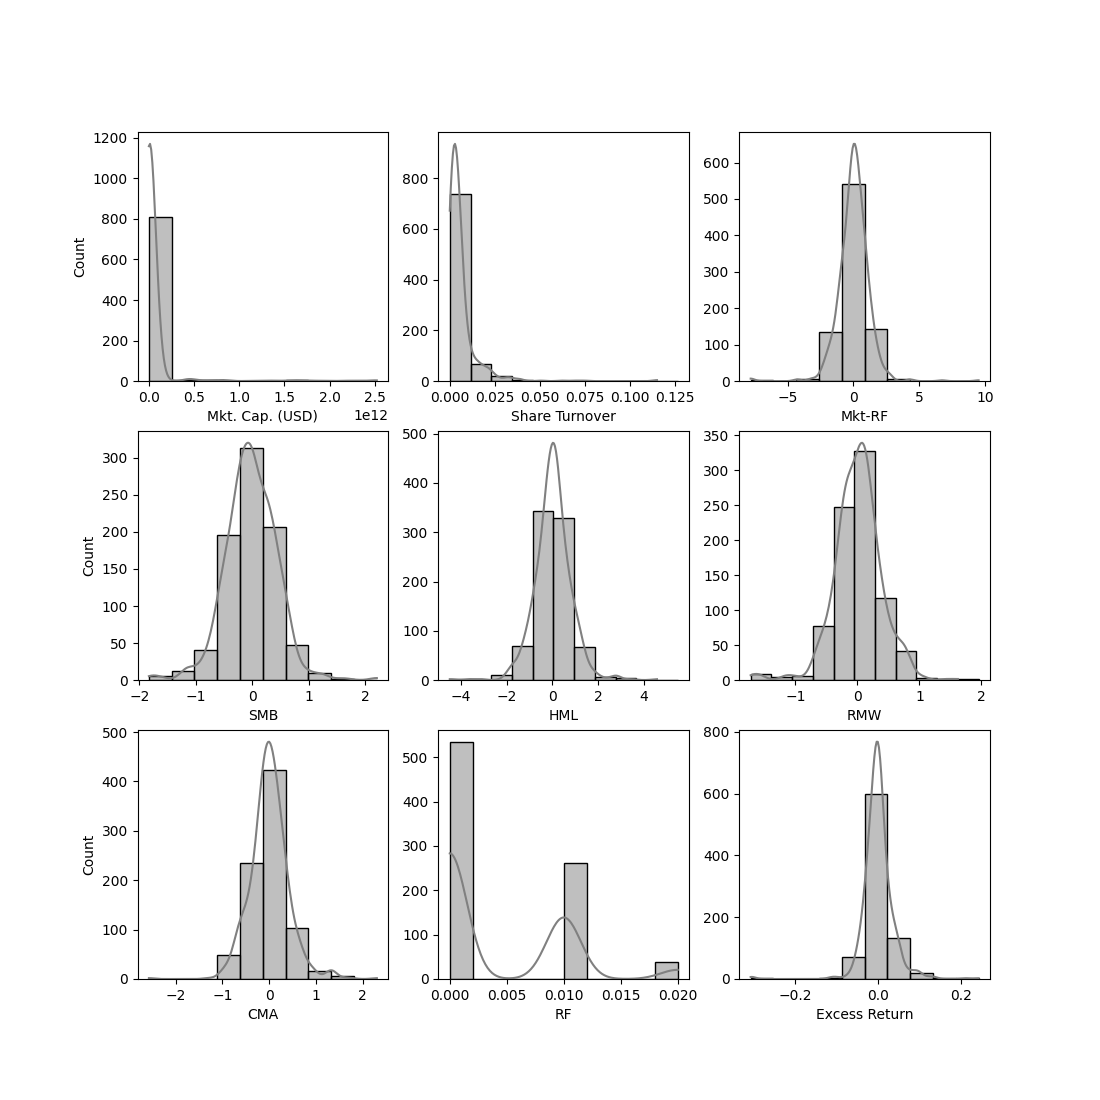 Count
0
200
400
600
800
1000
1200
0.0 0.5 1.0 1.5 2.0 2.5
1e12
Mkt. Cap. (USD)
0
200
400
600
800
0.000 0.025 0.050 0.075 0.100 0.125
Share Turnover
0
100
200
300
400
500
600
−5 0 5 10
Mkt-RF
Count
0
50
100
150
200
250
300
−2 −1 0 1 2
SMB
0
100
200
300
400
500
−4 −2 0 2 4
HML
0
50
100
150
200
250
300
350
−1 0 1 2
RMW
Count
0
100
200
300
400
500
−2 −1 0 1 2
CMA
0
100
200
300
400
500
0.000 0.005 0.010 0.015 0.020
RF
0
200
400
600
800
−0.2 0.0 0.2
Excess Return